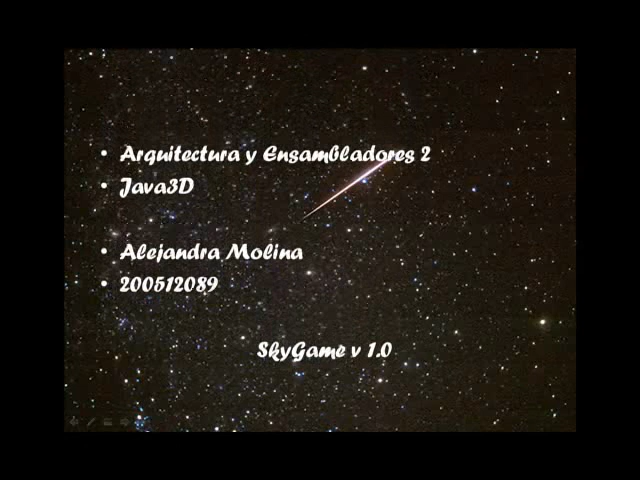 • Arquitectura y Ensambladores 2
• Java3D
• Alejandra Molina
• 200512089
SkyGame v 1.0